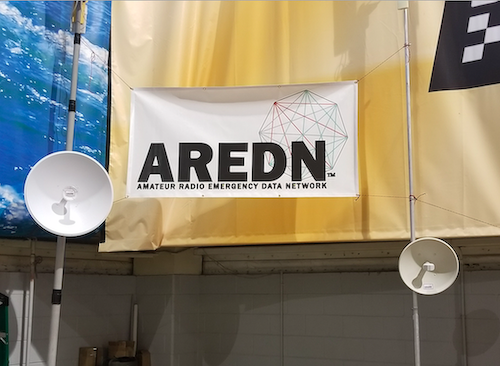 AREDN™
AMATEUR RADIO EMERGENCY DATA NETWORK